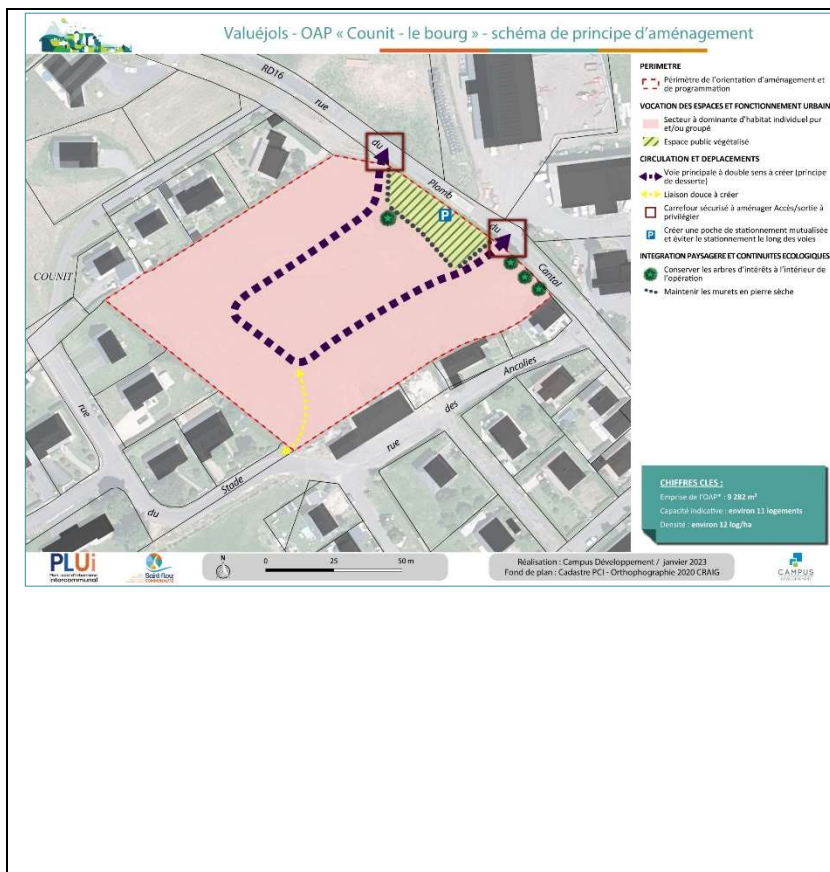 Valuéjols - OAP « Counit - le bourg » - schéma de principe d'aménagement
RD16
rue
du
Plomb
du
Cantal
P
COUNIT
rue
du
Stade
rue
des
Ancolies
PERIMETRE
Périmètre de l'orientation d'aménagement et
de programmation
VOCATION DES ESPACES ET FONCTIONNEMENT URBAIN
Secteur à dominante d'habitat individuel pur
et/ou groupé
Espace public végétalisé
CIRCULATION ET DEPLACEMENTS
Voie principale à double sens à créer (principe
de desserte)
Liaison douce à créer
Carrefour sécurisé à aménager Accès/sortie à
privilégier
P
Créer une poche de stationnement mutualisée
et éviter le stationnement le long des voies
INTEGRATION PAYSAGERE ET CONTINUITES ECOLOGIQUES
Conserver les arbres d'intérêts à l'intérieur de
l'opération
Maintenir les murets en pierre sèche
CHIFFRES CLES :
Emprise de l'OAP* : 9 282 m²
Capacité indicative : environ 11 logements
Densité : environ 12 log/ha
PLUi
intercommunal
Saint Flour
COMMUNAUTÉ
N
0 25 50 m
Réalisation : Campus Développement / janvier 2023
Fond de plan : Cadastre PCI - Orthophographie 2020 CRAIG
CAMPUS